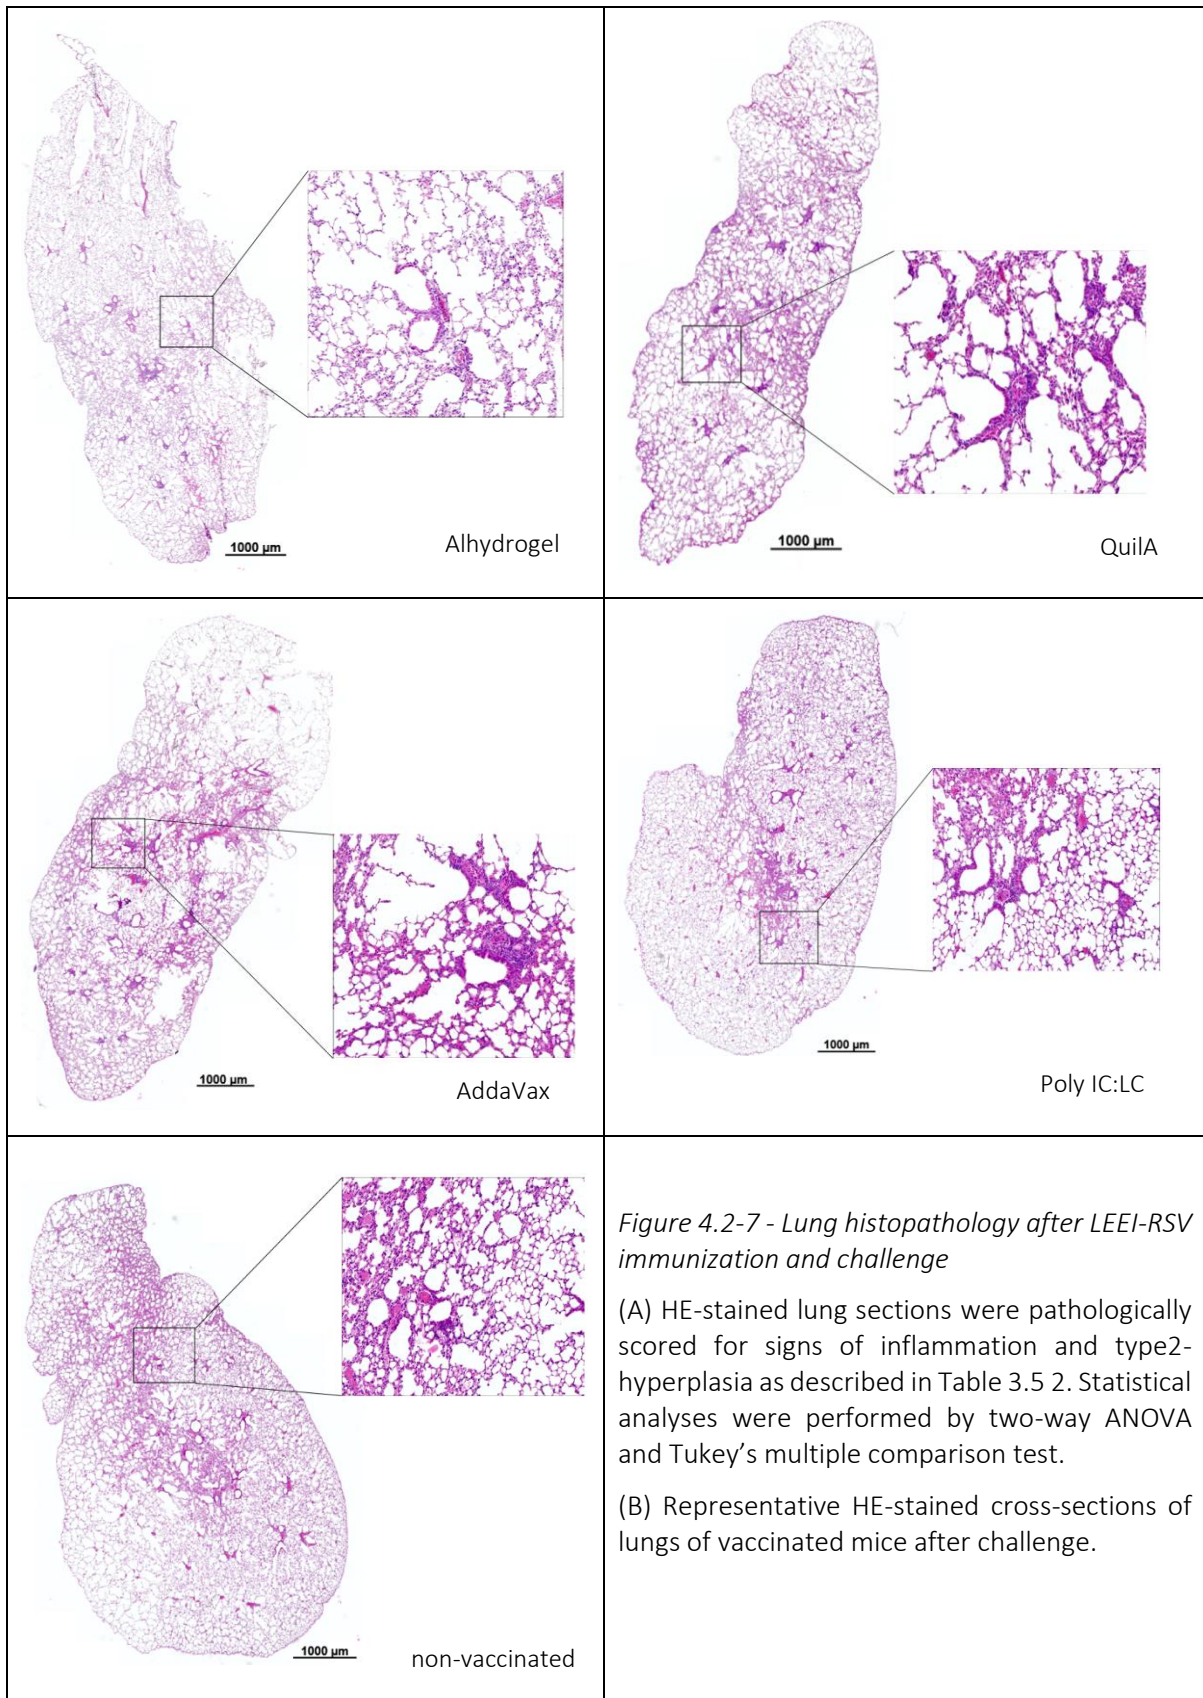 1000 µm
Alhydrogel
1000 µm
QuilA
1000 µm
AddaVax
1000 µm
Poly IC:LC
1000 µm
non-vaccinated
Figure 4.2-7 - Lung histopathology after LEEI-RSV
immunization and challenge
(A) HE-stained lung sections were pathologically
scored for signs of inflammation and type2-
hyperplasia as described in Table 3.5 2. Statistical
analyses were performed by two-way ANOVA
and Tukey’s multiple comparison test.
(B) Representative HE-stained cross-sections of
lungs of vaccinated mice after challenge.